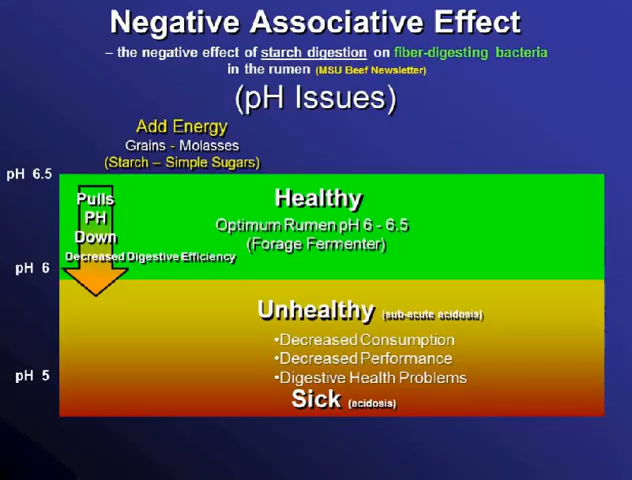 Negative Associative Effect
– the negative effect of starch digestion on fiber-digesting bacteria
in the rumen (MSU Beef Newsletter)
(pH Issues)
Add Energy
Grains - Molasses
(Starch – Simple Sugars)
pH 6.5
Pulls
PH
Down
Decreased Digestive Efficiency
Healthy
Optimum Rumen pH 6 - 6.5
(Forage Fermenter)
pH 6
Unhealthy (sub-acute acidosis)
•Decreased Consumption
•Decreased Performance
•Digestive Health Problems
pH 5
Sick (acidosis)